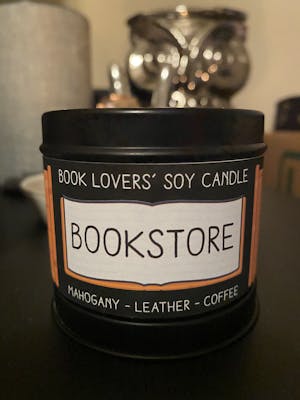 BOOK LOVERS' SOY CANDLE
BOOKSTORE
MAHOGANY - LEATHER - COFFEE